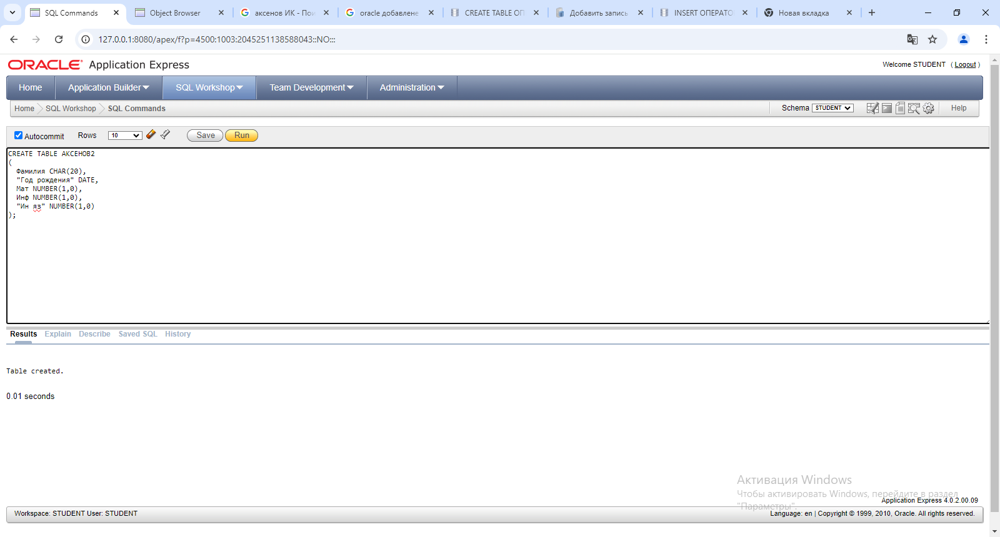 SQL Commands
Object Browser
аксенов ИК - Пои
oracle добавлене
CREATE TABLE ОП
Добавить запись
INSERT ОПЕРАТО
Новая вкладка
127.0.0.1:8080/apex/f?p=4500:1003:2045251138588043::NO:::
ORACLE Application Express
Welcome STUDENT ( Logout )
Home
Application Builder
SQL Workshop
Team Development
Administration
Home SQL Workshop SQL Commands
Schema STUDENT
Help
Autocommit Rows 10 Save Run
CREATE TABLE АКСЕНОВ2
(
Фамилия CHAR(20),
"Год рождения" DATE,
Мат NUMBER(1,0),
Инф NUMBER(1,0),
"Ин яз" NUMBER(1,0)
);
Results Explain Describe Saved SQL History
Table created.
0.01 seconds
Активация Windows
Чтобы активировать Windows, перейдите в раздел
"Параметры".
Application Express 4.0.2.00.09
Workspace: STUDENT User: STUDENT
Language: en | Copyright © 1999, 2010, Oracle. All rights reserved.